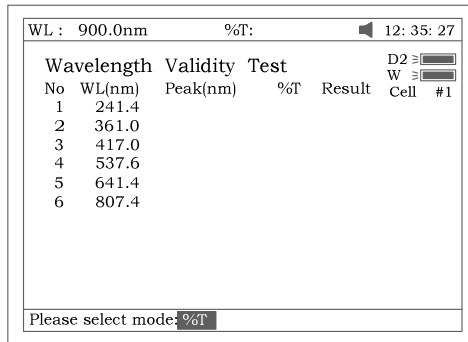 WL : 900.0nm %T: 12: 35: 27
Wavelength Validity Test D2
W
No WL(nm) Peak(nm) %T Result Cell #1
1 241.4
2 361.0
3 417.0
4 537.6
5 641.4
6 807.4
Please select mode: %T